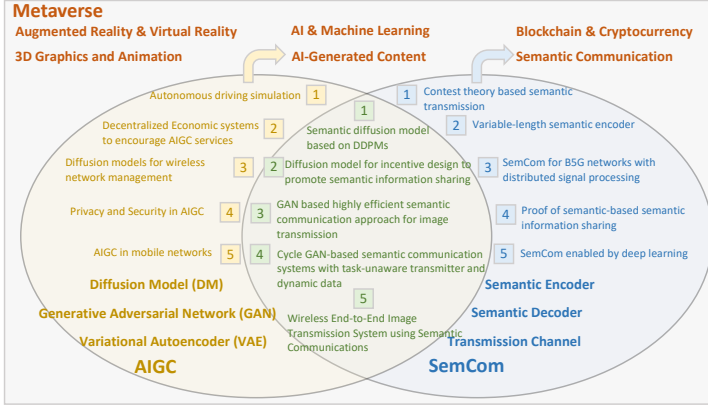 Metaverse
Augmented Reality & Virtual Reality
AI & Machine Learning
Blockchain & Cryptocurrency
3D Graphics and Animation
AI-Generated Content
Semantic Communication
Autonomous driving simulation
1
Decentralized Economic systems
to encourage AIGC services
2
Diffusion models for wireless
network management
3
Privacy and Security in AIGC
4
AIGC in mobile networks
5
Diffusion Model (DM)
Generative Adversarial Network (GAN)
Variational Autoencoder (VAE)
AIGC
1
Semantic diffusion model
based on DDPMs
2
Diffusion model for incentive design to
promote semantic information sharing
3
GAN based highly efficient semantic
communication approach for image
transmission
4
Cycle GAN-based semantic communication
systems with task-unaware transmitter and
dynamic data
5
Wireless End-to-End Image
Transmission System using Semantic
Communications
1
Contest theory based semantic
transmission
2
Variable-length semantic encoder
3
SemCom for B5G networks with
distributed signal processing
4
Proof of semantic-based semantic
information sharing
5
SemCom enabled by deep learning
Semantic Encoder
Semantic Decoder
Transmission Channel
SemCom